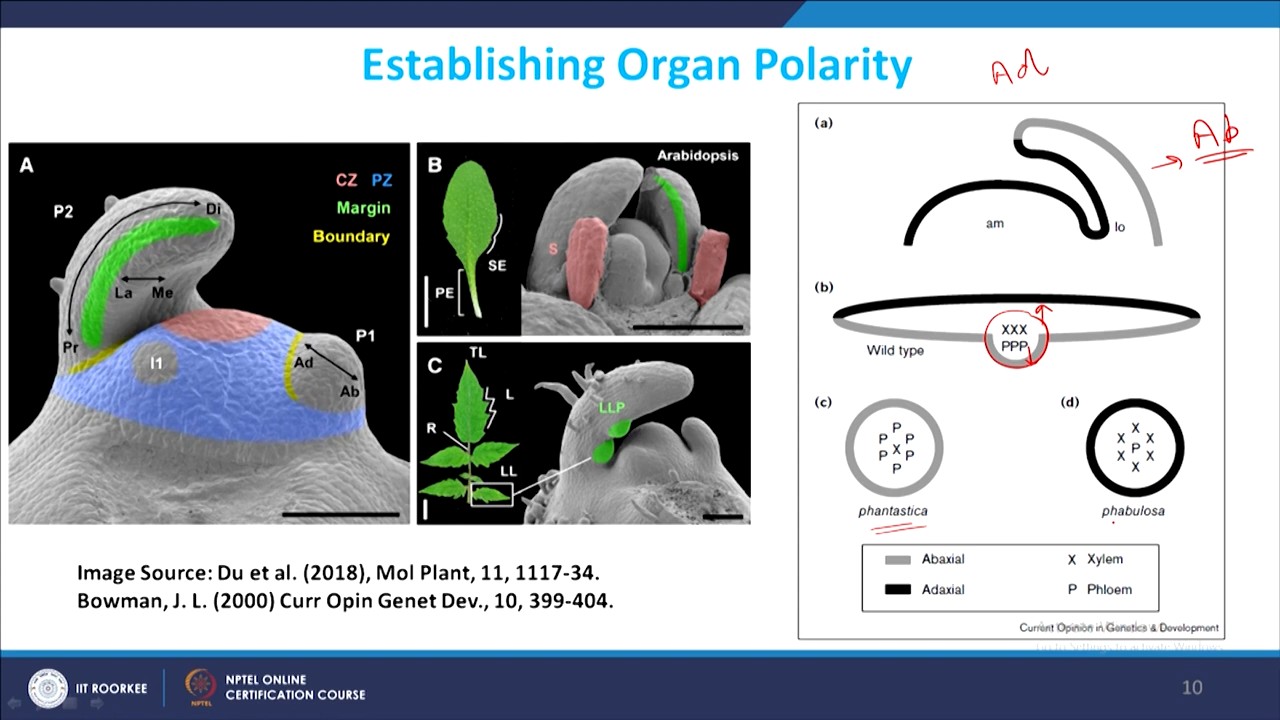 Establishing Organ Polarity
Ad
A
CZ PZ
Margin
Boundary
P2
Di
La Me
Pr
I1
P1
Ad
Ab
B
Arabidopsis
SE
PE
S
C
TL
L
R
LL
LLP
(a)
Ab
am
lo
(b)
XXX
PPP
Wild type
(c)
P
P P
X
P P
P
phantastica
(d)
X
X X
P
X X
X
phabulosa
Abaxial
X Xylem
Adaxial
P Phloem
Current Opinion in Genetics & Development
Image Source: Du et al. (2018), Mol Plant, 11, 1117-34.
Bowman, J. L. (2000) Curr Opin Genet Dev., 10, 399-404.
IIT ROORKEE
NPTEL
NPTEL ONLINE
CERTIFICATION COURSE
10